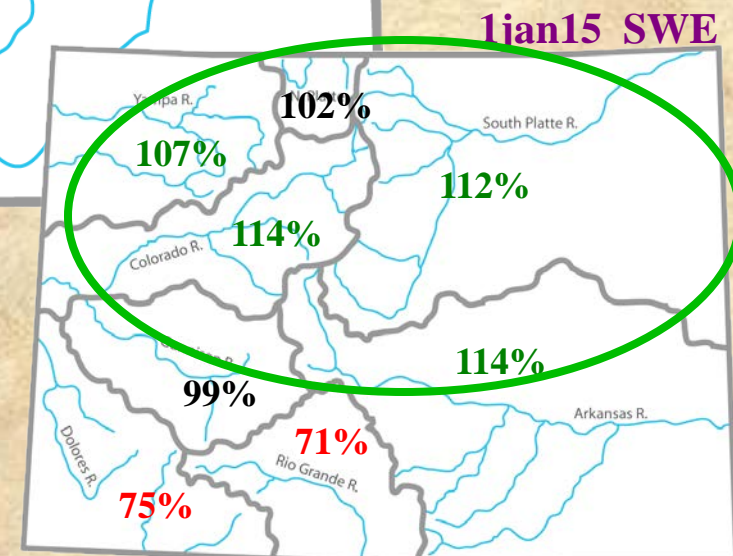 1jan15 SWE
Yampa R.
102%
South Platte R.
107%
112%
114%
Colorado R.
114%
99%
Arkansas R.
71%
Dolores R.
Rio Grande R.
75%